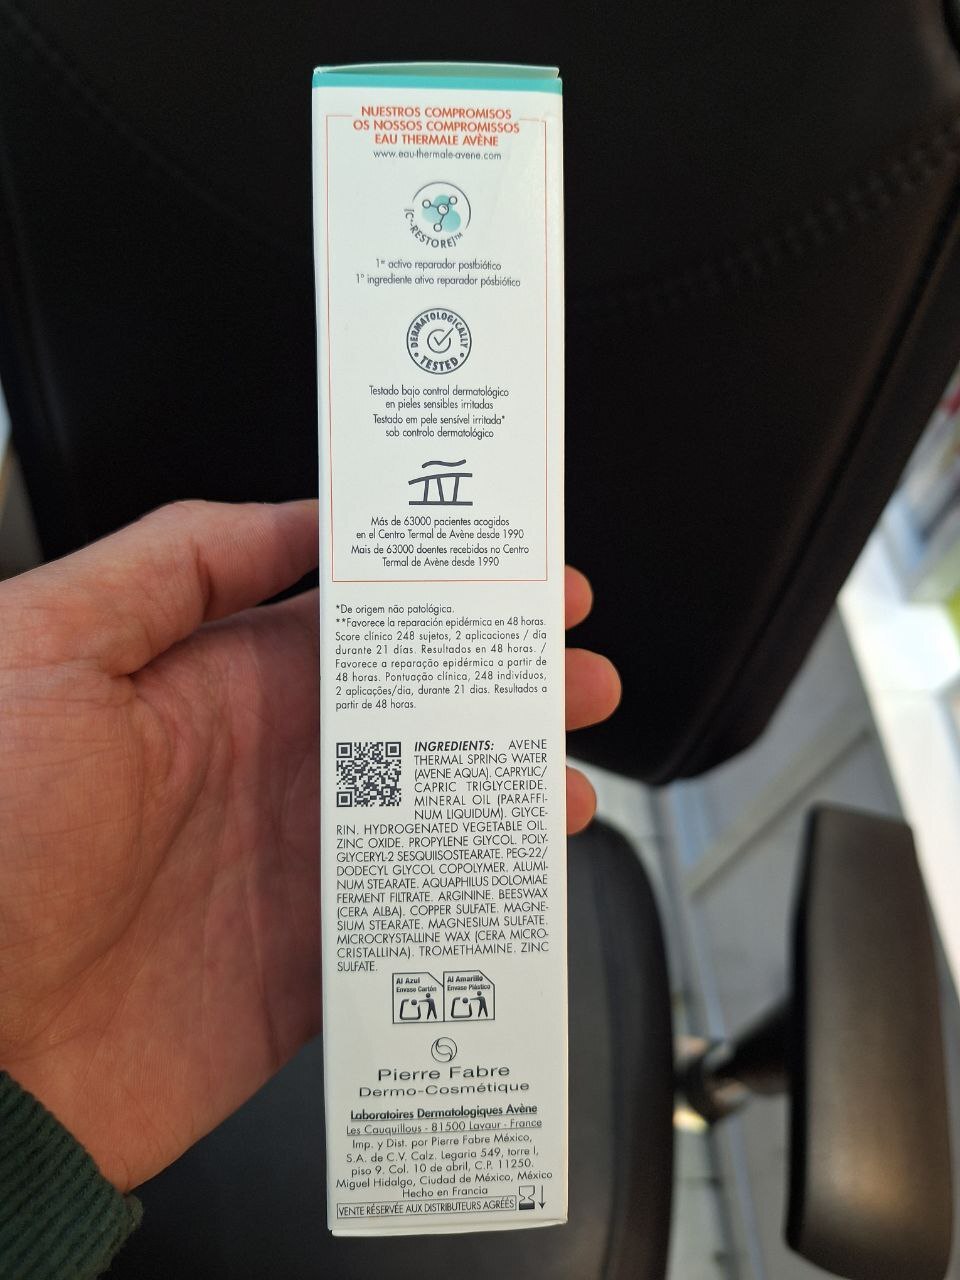 NUESTROS COMPROMISOS
OS NOSSOS COMPROMISSOS
EAU THERMALE AVÈNE
www.eau-thermale-avene.com
[C+-RESTORE]™
1er activo reparador postbiótico
1° ingrediente ativo reparador pósbiótico
DERMATOLOGICALLY
• TESTED •
Testado bajo control dermatológico
en pieles sensibles irritadas
Testado em pele sensível irritada*
sob controlo dermatológico
Más de 63000 pacientes acogidos
en el Centro Termal de Avène desde 1990
Mais de 63000 doentes recebidos no Centro
Termal de Avène desde 1990
*De origem não patológica.
**Favorece la reparación epidérmica en 48 horas.
Score clínico 248 sujetos, 2 aplicaciones / día
durante 21 días. Resultados en 48 horas. /
Favorece a reparação epidérmica a partir de
48 horas. Pontuação clínica, 248 indivíduos,
2 aplicações/dia, durante 21 dias. Resultados a
partir de 48 horas.
INGREDIENTS: AVENE
THERMAL SPRING WATER
(AVENE AQUA). CAPRYLIC/
CAPRIC TRIGLYCERIDE.
MINERAL OIL (PARAFFI-
NUM LIQUIDUM). GLYCE-
RIN. HYDROGENATED VEGETABLE OIL.
ZINC OXIDE. PROPYLENE GLYCOL. POLY-
GLYCERYL-2 SESQUIISOSTEARATE. PEG-22/
DODECYL GLYCOL COPOLYMER. ALUMI-
NUM STEARATE. AQUAPHILUS DOLOMIAE
FERMENT FILTRATE. ARGININE. BEESWAX
(CERA ALBA). COPPER SULFATE. MAGNE-
SIUM STEARATE. MAGNESIUM SULFATE.
MICROCRYSTALLINE WAX (CERA MICRO-
CRISTALLINA). TROMETHAMINE. ZINC
SULFATE.
Al Azul
Envase Cartón
Al Amarillo
Envase Plástico
Pierre Fabre
Dermo-Cosmétique
Laboratoires Dermatologiques Avène
Les Cauquillous - 81500 Lavaur - France
Imp. y Dist. por Pierre Fabre México,
S.A. de C.V. Calz. Legaria 549, torre I,
piso 9. Col. 10 de abril, C.P. 11250.
Miguel Hidalgo, Ciudad de México, México
Hecho en Francia
VENTE RÉSERVÉE AUX DISTRIBUTEURS AGRÉÉS